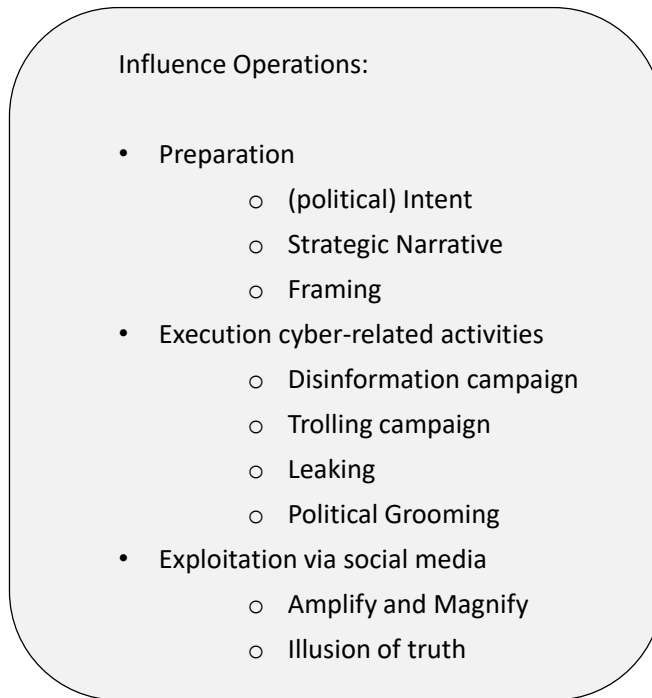 Influence Operations:
• Preparation
o (political) Intent
o Strategic Narrative
o Framing
• Execution cyber-related activities
o Disinformation campaign
o Trolling campaign
o Leaking
o Political Grooming
• Exploitation via social media
o Amplify and Magnify
o Illusion of truth